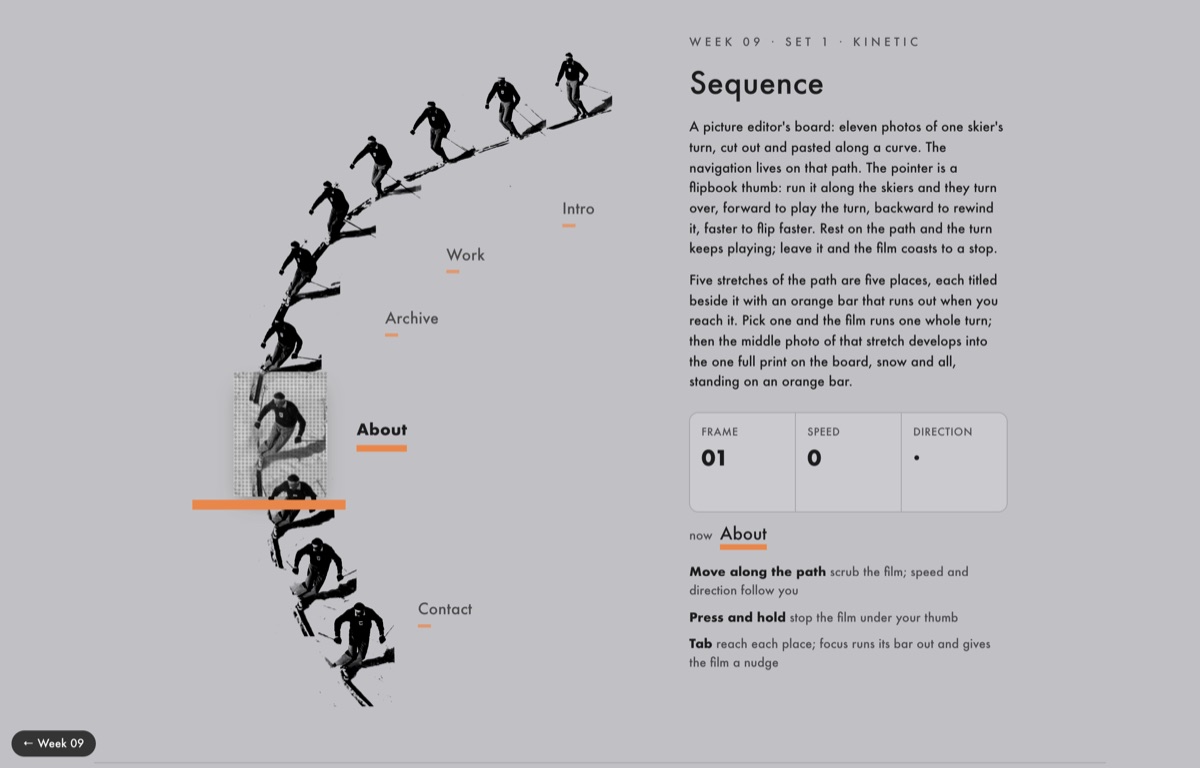 WEEK 09 · SET 1 · KINETIC
Sequence
A picture editor's board: eleven photos of one skier's
turn, cut out and pasted along a curve. The
navigation lives on that path. The pointer is a
flipbook thumb: run it along the skiers and they turn
over, forward to play the turn, backward to rewind
it, faster to flip faster. Rest on the path and the turn
keeps playing; leave it and the film coasts to a stop.
Five stretches of the path are five places, each titled
beside it with an orange bar that runs out when you
reach it. Pick one and the film runs one whole turn;
then the middle photo of that stretch develops into
the one full print on the board, snow and all,
standing on an orange bar.
FRAME
01
SPEED
0
DIRECTION
·
now About
Move along the path scrub the film; speed and
direction follow you
Press and hold stop the film under your thumb
Tab reach each place; focus runs its bar out and gives
the film a nudge
Intro
Work
Archive
About
Contact
← Week 09